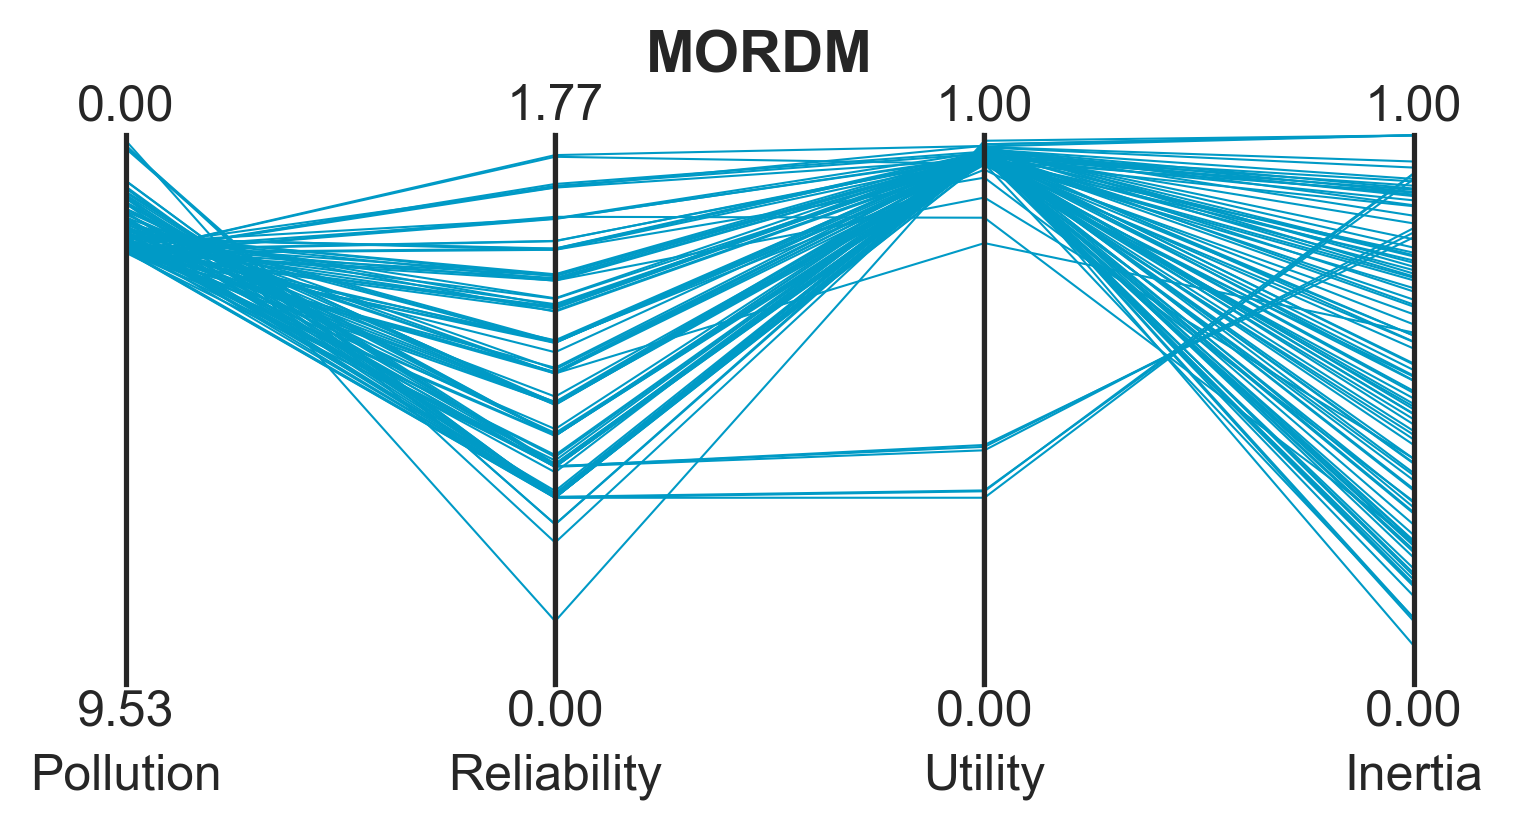 MORDM
0.00 1.77 1.00 1.00
9.53 0.00 0.00 0.00
Pollution Reliability Utility Inertia